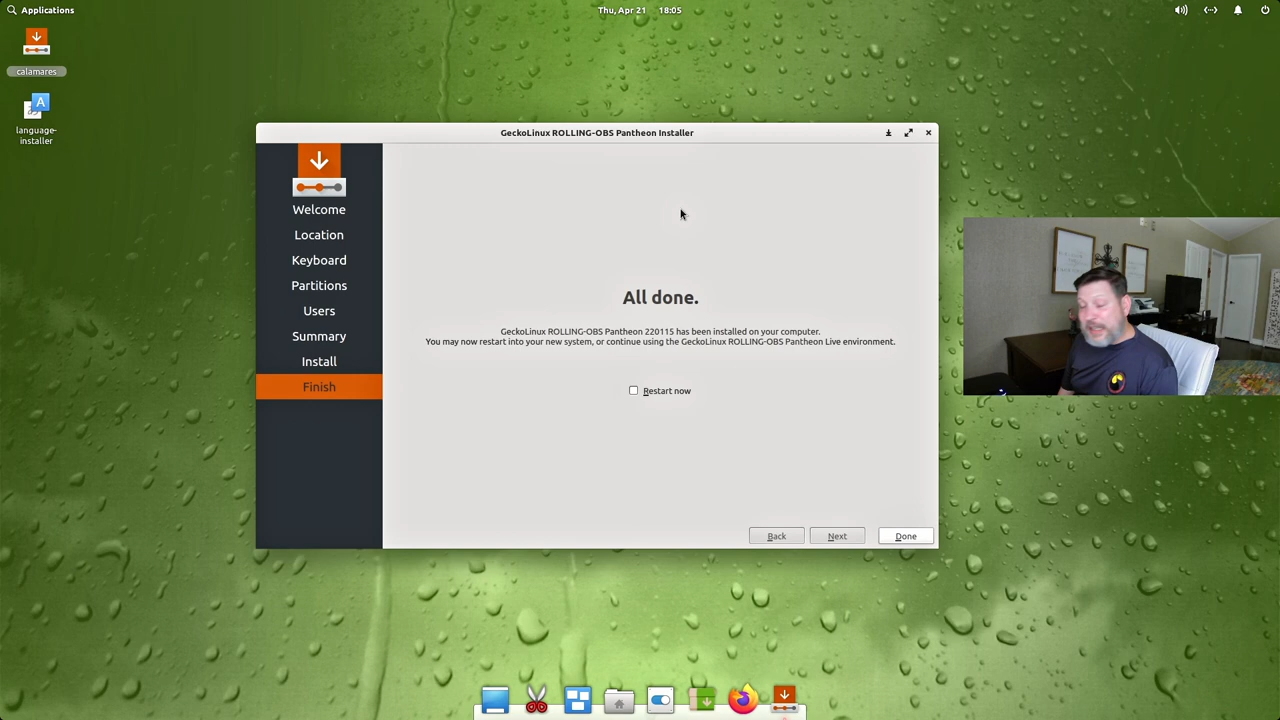 Applications
Thu, Apr 21 18:05
calamares
A
language-
installer
GeckoLinux ROLLING-OBS Pantheon Installer
Welcome
Location
Keyboard
Partitions
Users
Summary
Install
Finish
All done.
GeckoLinux ROLLING-OBS Pantheon 220115 has been installed on your computer.
You may now restart into your new system, or continue using the GeckoLinux ROLLING-OBS Pantheon Live environment.
Restart now
Back
Next
Done